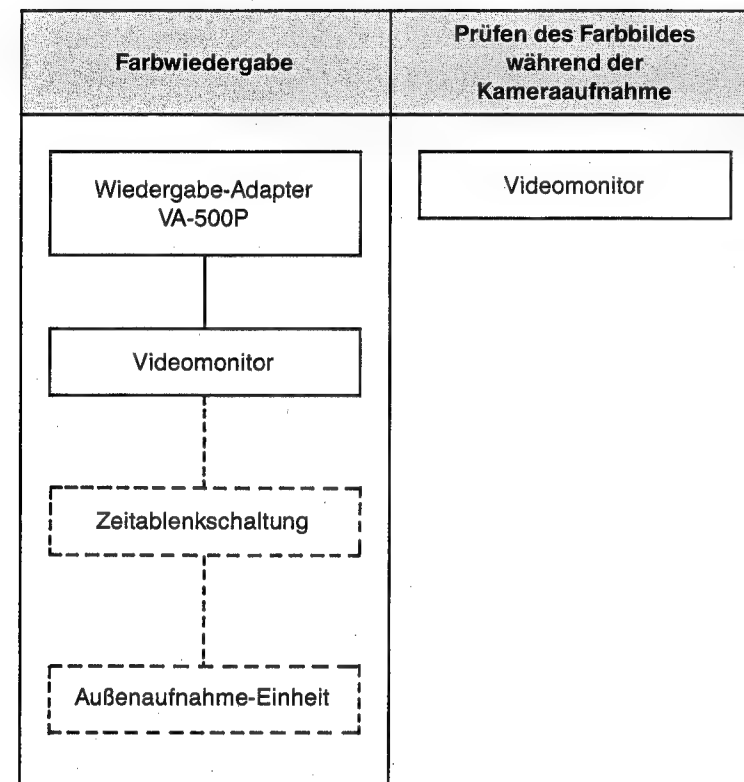 Farbwiedergabe
Prüfen des Farbbildes
während der
Kameraaufnahme
Wiedergabe-Adapter
VA-500P
Videomonitor
Zeitablenkschaltung
Außenaufnahme-Einheit
Videomonitor